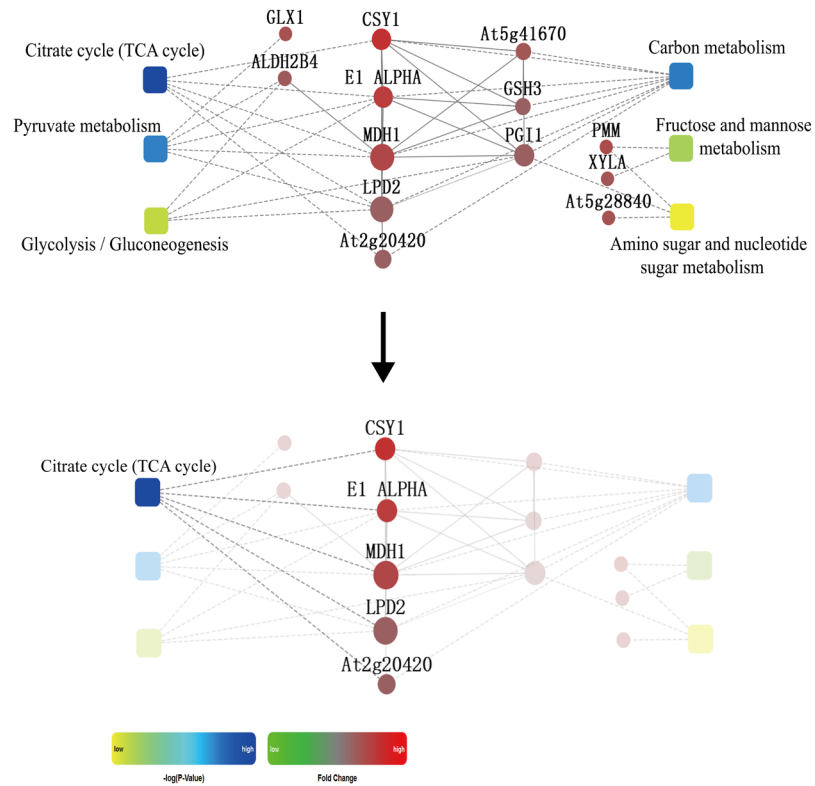 GLX1
CSY1
At5g41670
Citrate cycle (TCA cycle)
Carbon metabolism
ALDH2B4
E1 ALPHA
GSH3
Pyruvate metabolism
MDH1
PGI1
PMM
Fructose and mannose
metabolism
XYLA
LPD2
At5g28840
Glycolysis / Gluconeogenesis
At2g20420
Amino sugar and nucleotide
sugar metabolism
CSY1
Citrate cycle (TCA cycle)
E1 ALPHA
MDH1
LPD2
At2g20420
low
high
low
high
-log(P-Value)
Fold Change